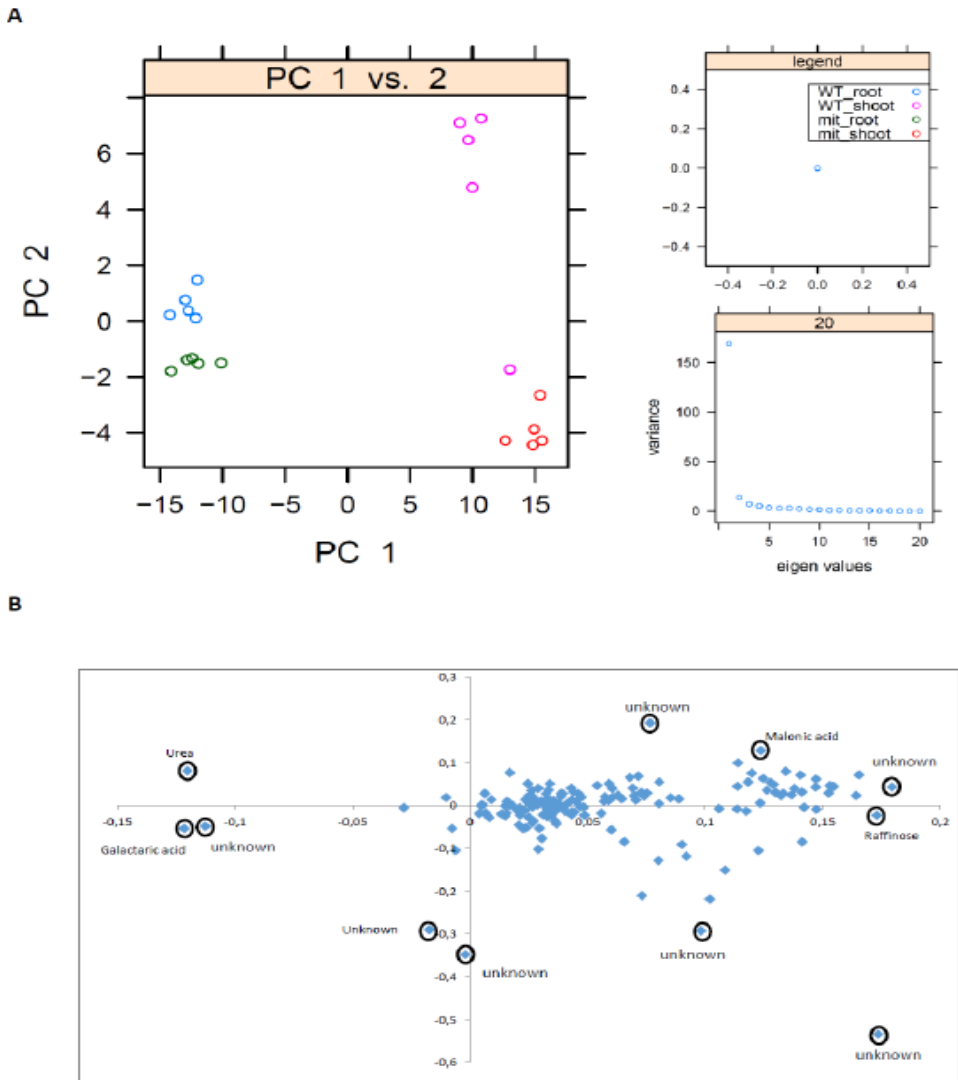 A
PC 1 vs. 2
PC 2
6
4
2
0
−2
−4
−15 −10 −5 0 5 10 15
PC 1
legend
WT_root
WT_shoot
mit_root
mit_shoot
0.4
0.2
0.0
−0.2
−0.4
−0.4 −0.2 0.0 0.2 0.4
20
variance
150
100
50
0
5 10 15 20
eigen values
B
0,3
unknown
0,2
Malonic acid
Urea
unknown
0,1
0
-0,15 -0,1 -0,05 0 0,05 0,1 0,15 0,2
Raffinose
Galactaric acid
unknown
-0,1
-0,2
Unknown
-0,3
unknown
unknown
-0,4
-0,5
unknown
-0,6